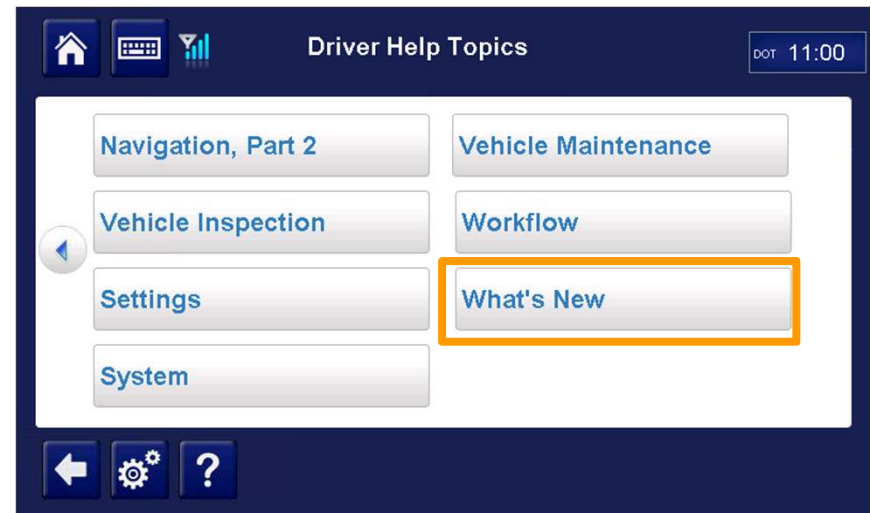 Driver Help Topics
DOT 11:00
Navigation, Part 2
Vehicle Maintenance
Vehicle Inspection
Workflow
Settings
What's New
System
?